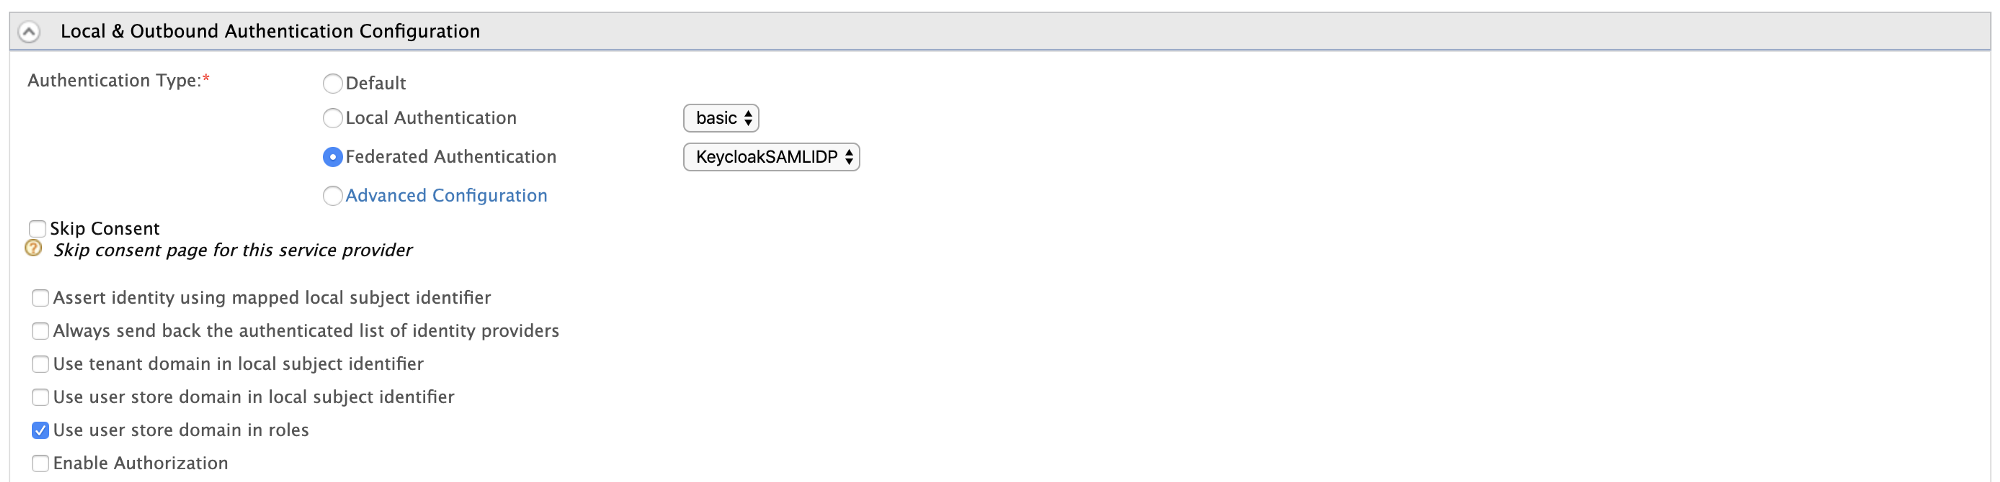 Local & Outbound Authentication Configuration
Authentication Type:*
Default
Local Authentication basic
Federated Authentication KeycloakSAMLIDP
Advanced Configuration
Skip Consent
? Skip consent page for this service provider
Assert identity using mapped local subject identifier
Always send back the authenticated list of identity providers
Use tenant domain in local subject identifier
Use user store domain in local subject identifier
Use user store domain in roles
Enable Authorization